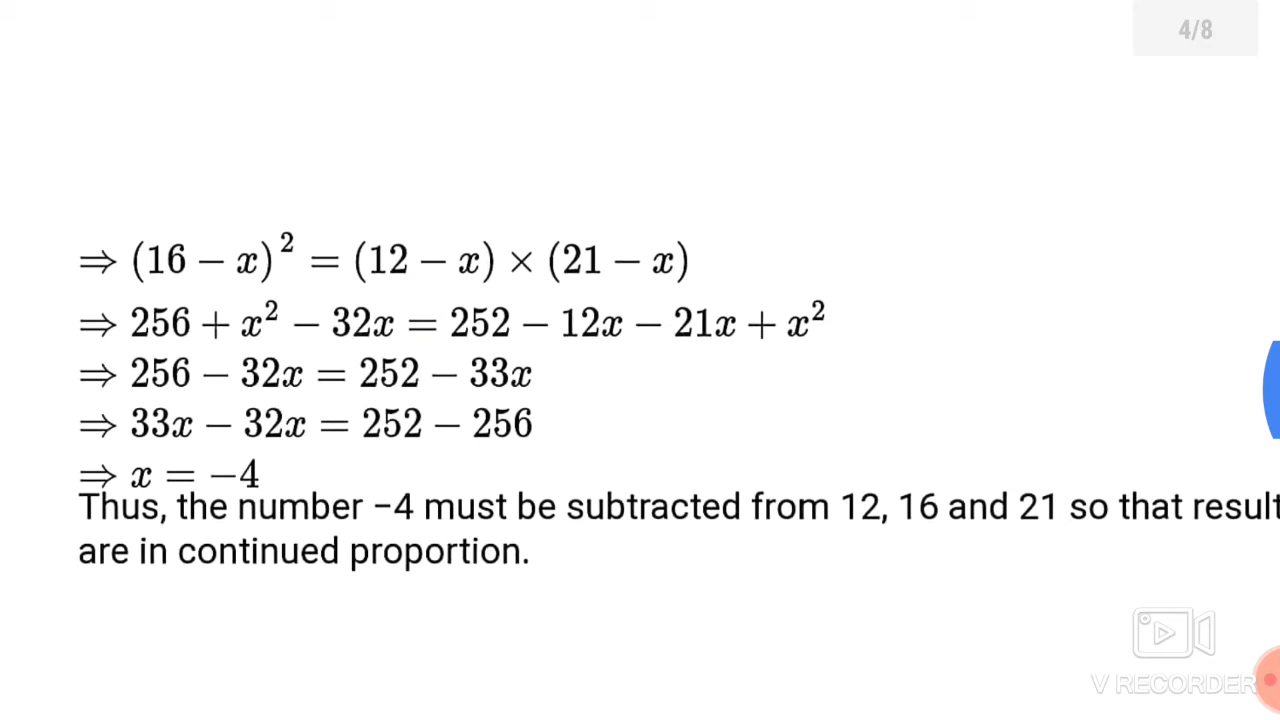 4/8
⇒ (16 − x)² = (12 − x) × (21 − x)
⇒ 256 + x² − 32x = 252 − 12x − 21x + x²
⇒ 256 − 32x = 252 − 33x
⇒ 33x − 32x = 252 − 256
⇒ x = −4
Thus, the number −4 must be subtracted from 12, 16 and 21 so that result
are in continued proportion.
V RECORDER